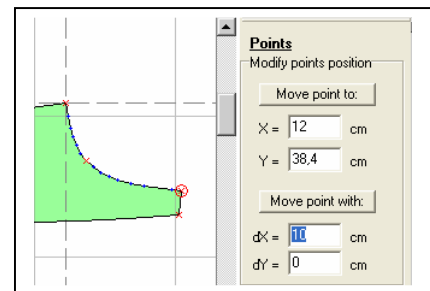 Points
Modify points position
Move point to:
X = 12 cm
Y = 38,4 cm
Move point with:
dX = 10 cm
dY = 0 cm